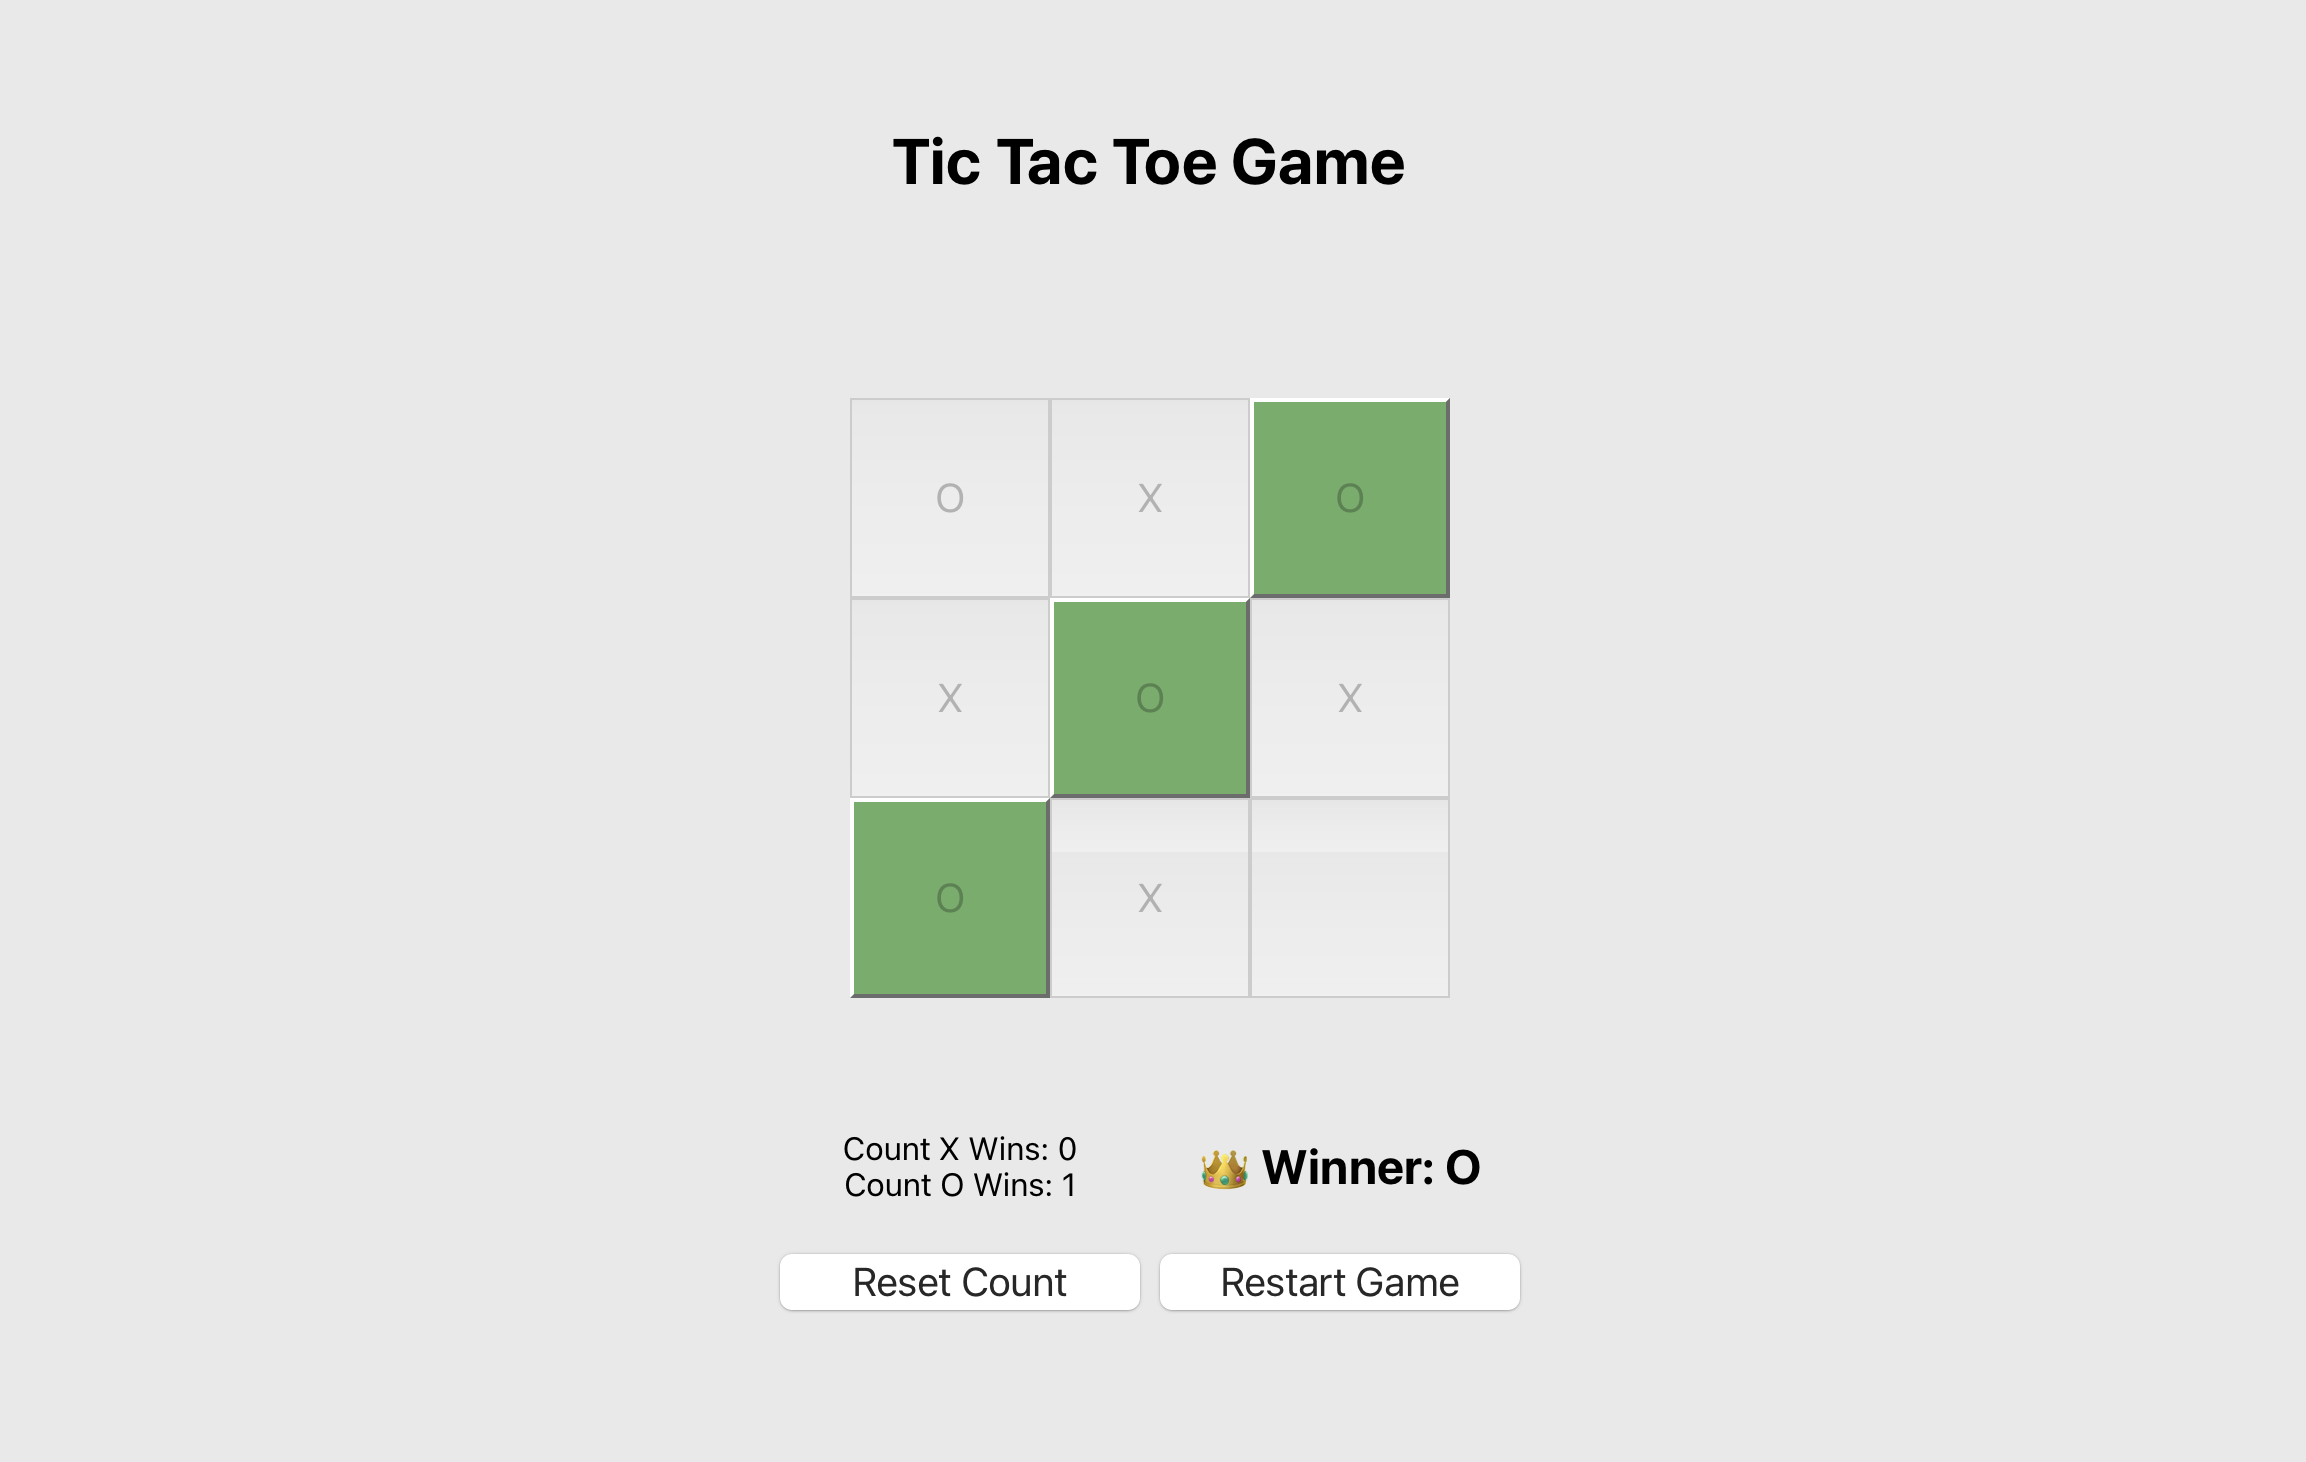 Tic Tac Toe Game
O X O
X O X
O X
Count X Wins: 0
Count O Wins: 1
👑 Winner: O
Reset Count Restart Game